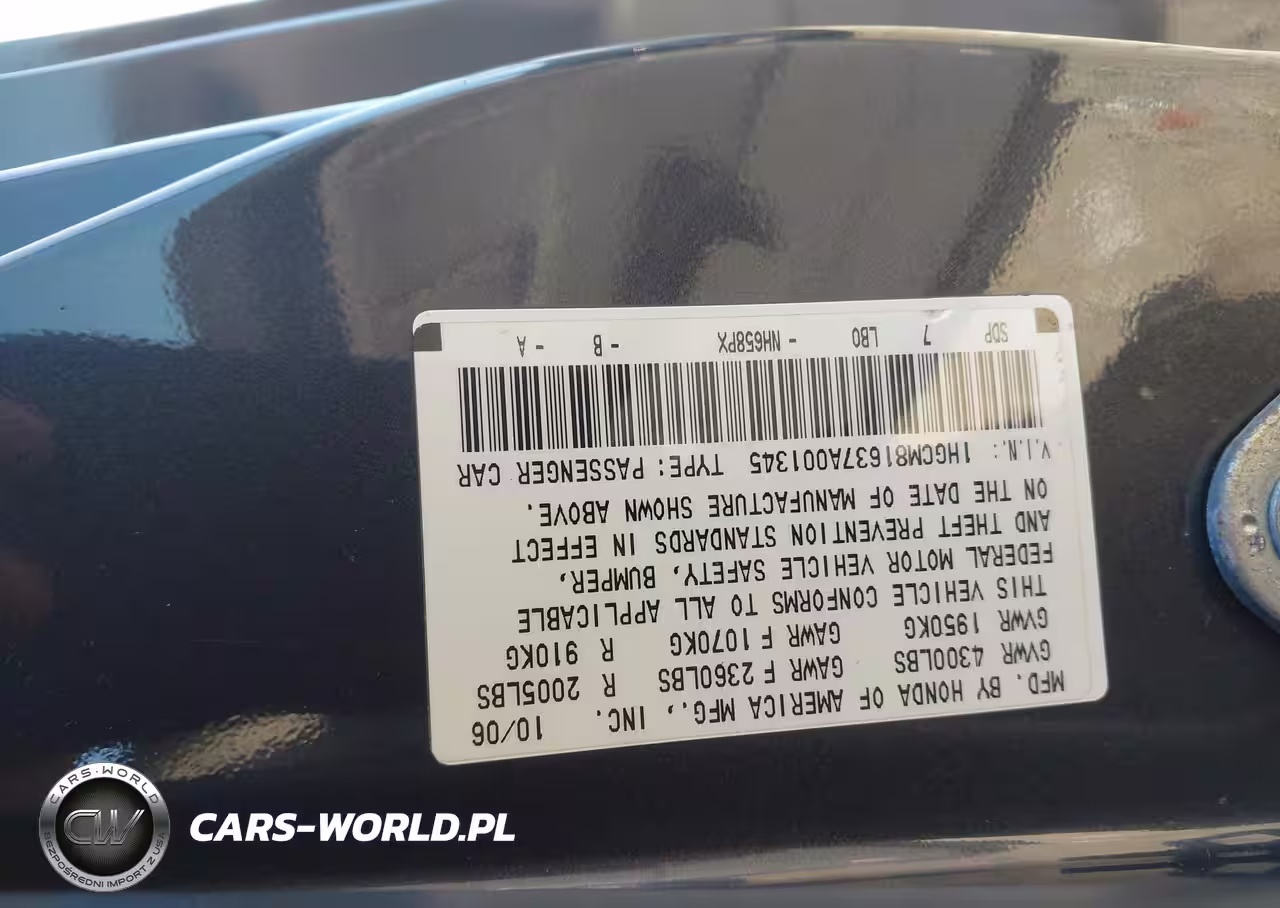 MFD. BY HONDA OF AMERICA MFG., INC. 10/06
GVWR 4300LBS GAWR F 2360LBS R 2005LBS
GVWR 1950KG GAWR F 1070KG R 910KG
THIS VEHICLE CONFORMS TO ALL APPLICABLE
FEDERAL MOTOR VEHICLE SAFETY, BUMPER,
AND THEFT PREVENTION STANDARDS IN EFFECT
ON THE DATE OF MANUFACTURE SHOWN ABOVE.
V.I.N.: 1HGCM81637A001345 TYPE: PASSENGER CAR
SDP 7 LBO - NH658PX - B - A
CARS-WORLD
CW
BEZPOŚREDNI IMPORT Z USA
CARS-WORLD.PL